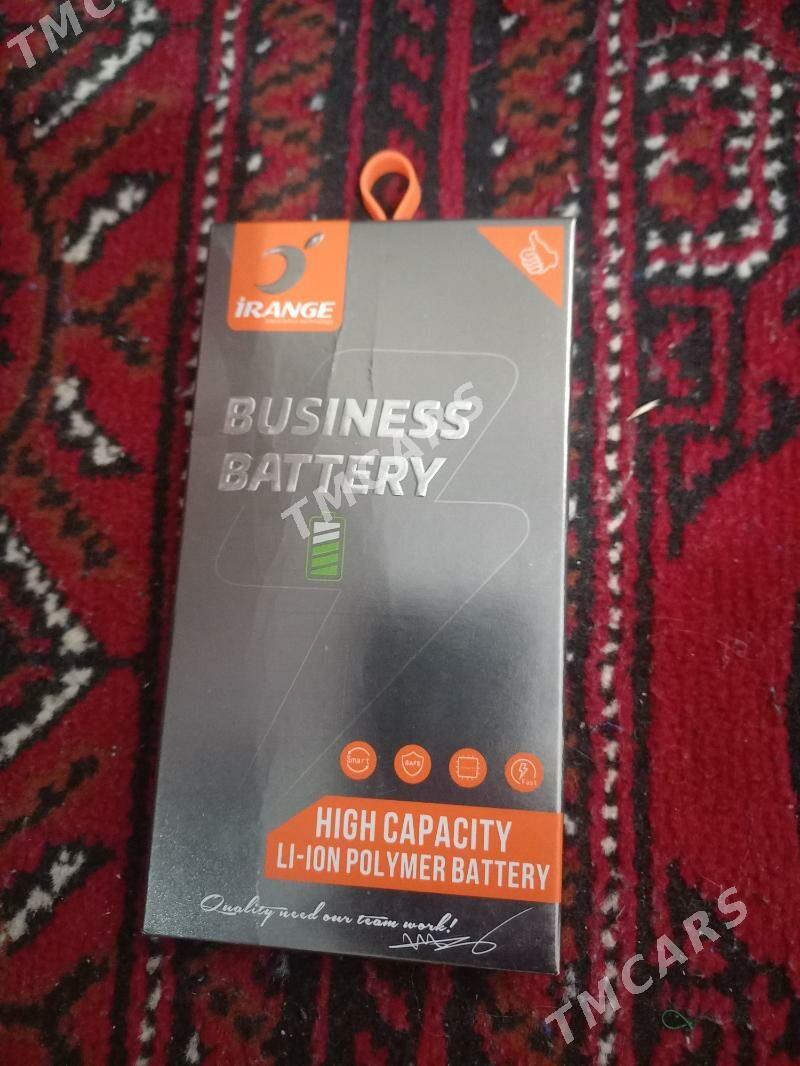 TMCARS
iRANGE
BUSINESS
BATTERY
TMCARS
Smart
SAFE
Fast
HIGH CAPACITY
LI-ION POLYMER BATTERY
Quality need our team work!
TMCARS